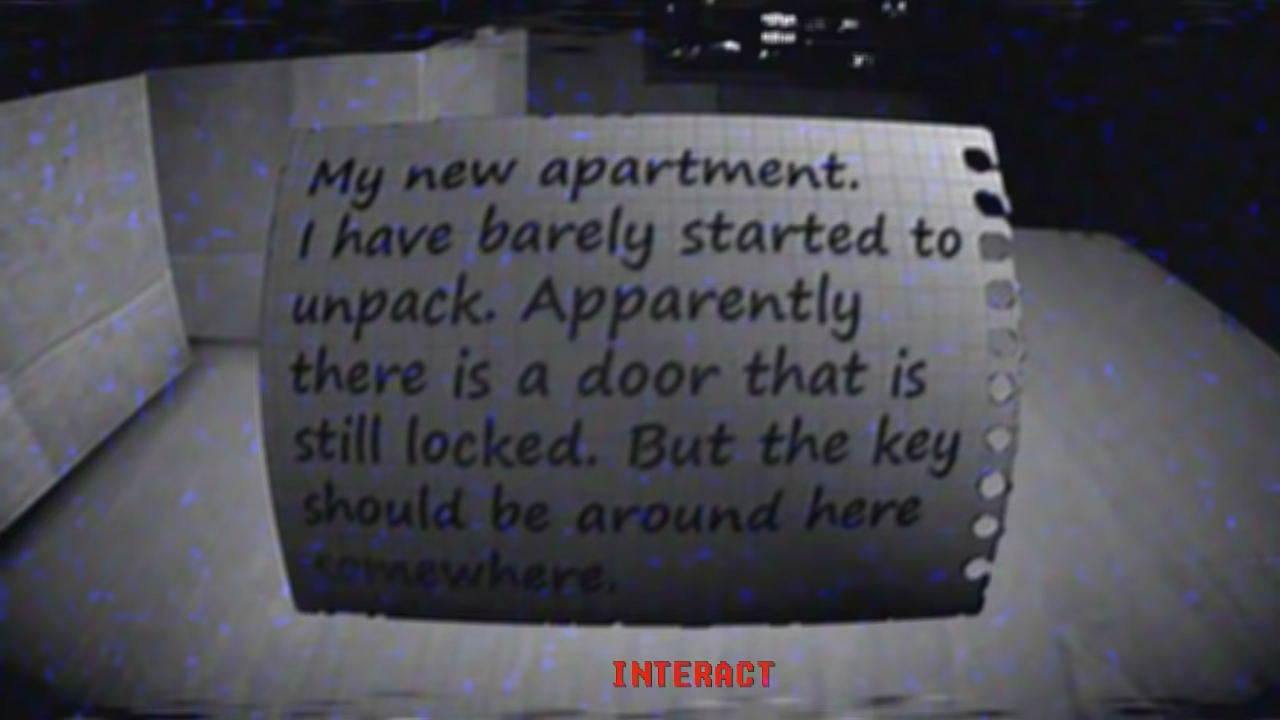 My new apartment.
I have barely started to
unpack. Apparently
there is a door that is
still locked. But the key
should be around here
somewhere.
INTERACT